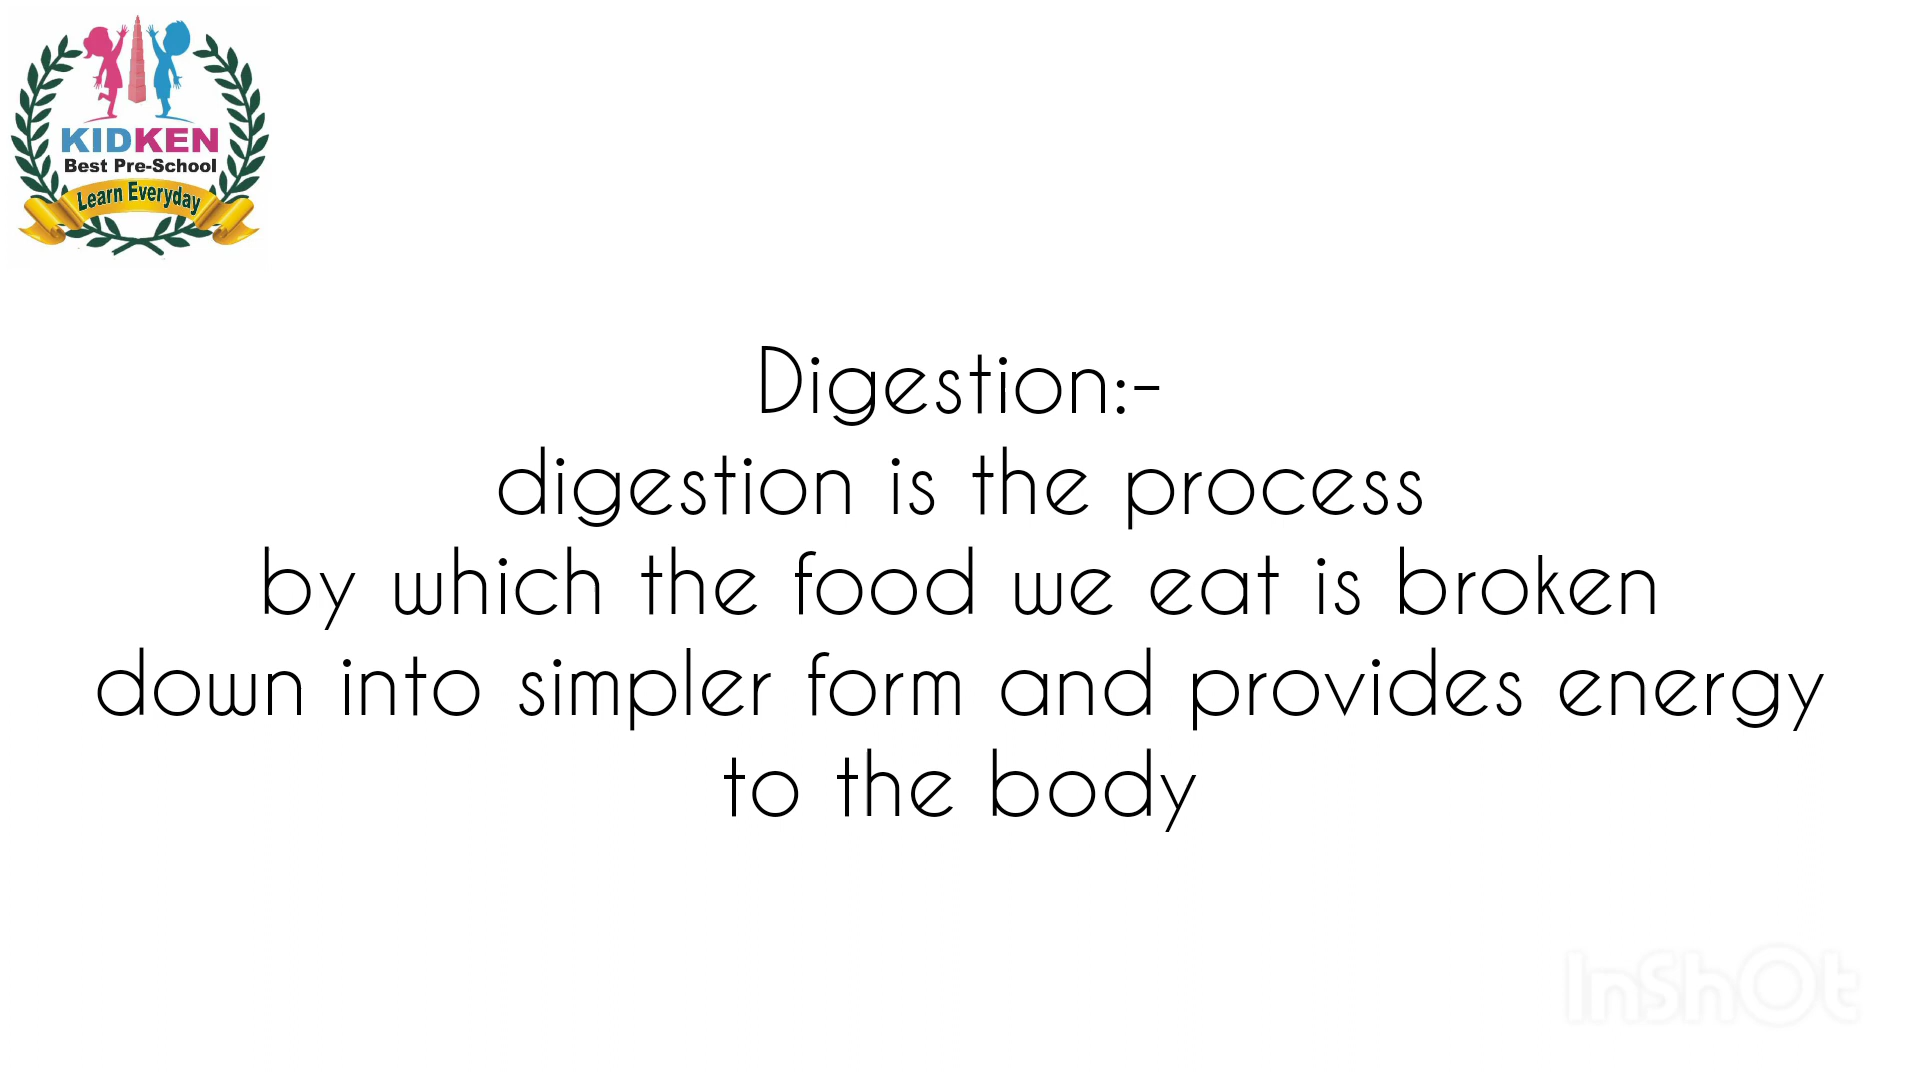 KIDKEN
Best Pre-School
Learn Everyday
Digestion:-
digestion is the process
by which the food we eat is broken
down into simpler form and provides energy
to the body
InShOt